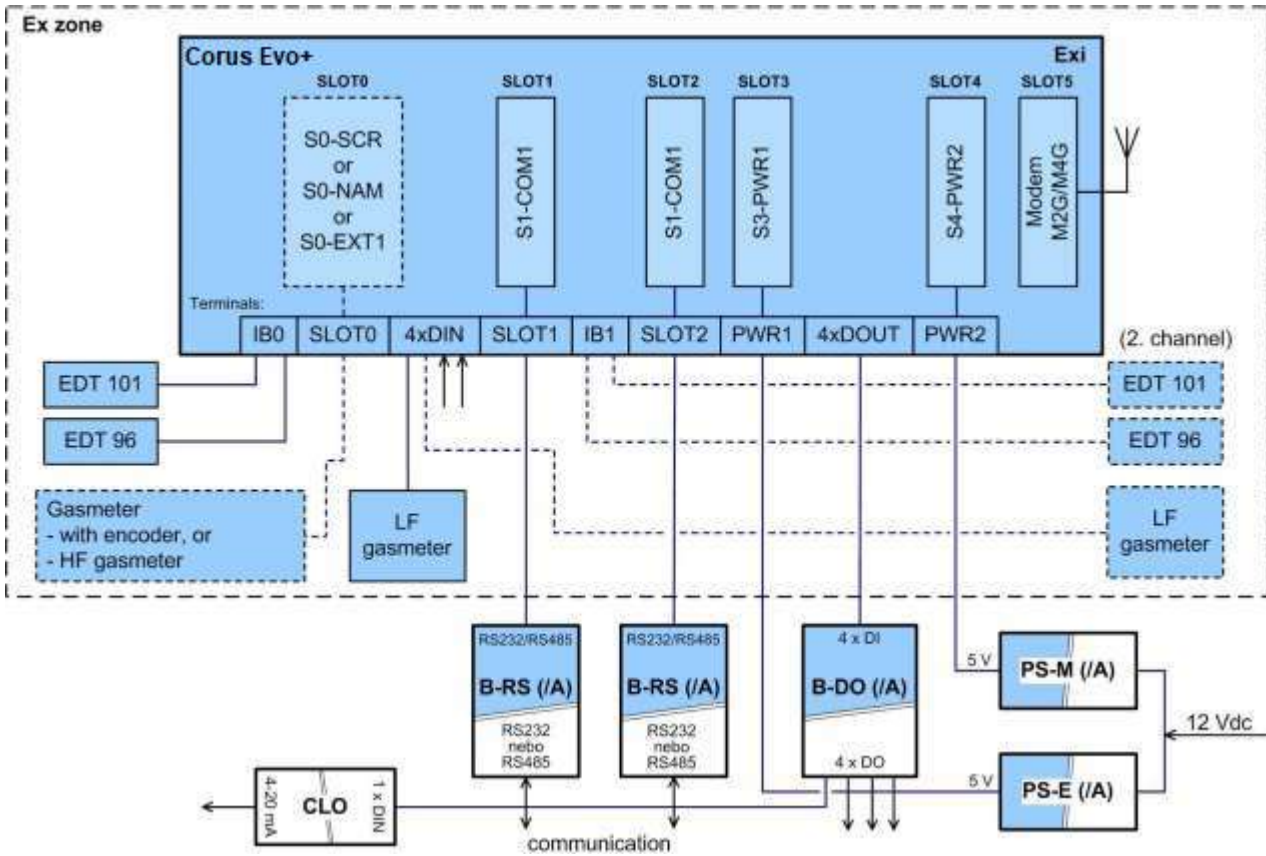 Ex zone
Corus Evo+
Exi
SLOT0
SLOT1
SLOT2
SLOT3
SLOT4
SLOT5
S0-SCR
or
S0-NAM
or
S0-EXT1
S1-COM1
S1-COM1
S3-PWR1
S4-PWR2
Modem
M2G/M4G
Terminals:
IB0
SLOT0
4xDIN
SLOT1
IB1
SLOT2
PWR1
4xDOUT
PWR2
(2. channel)
EDT 101
EDT 101
EDT 96
EDT 96
Gasmeter
- with encoder, or
- HF gasmeter
LF
gasmeter
LF
gasmeter
RS232/RS485
B-RS (/A)
RS232
nebo
RS485
RS232/RS485
B-RS (/A)
RS232
nebo
RS485
4 x DI
B-DO (/A)
4 x DO
5 V
PS-M (/A)
12 Vdc
5 V
PS-E (/A)
4-20 mA
CLO
1 x DIN
communication